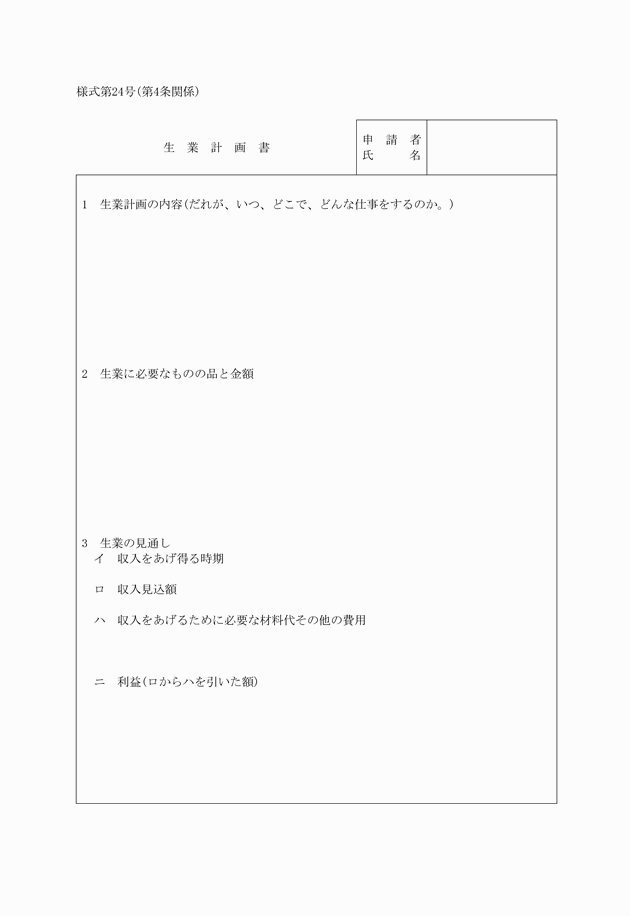 様式第24号(第4条関係)
生業計画書
申請者
氏名
1 生業計画の内容(だれが、いつ、どこで、どんな仕事をするのか。)
2 生業に必要なものの品と金額
3 生業の見通し
イ 収入をあげ得る時期
ロ 収入見込額
ハ 収入をあげるために必要な材料代その他の費用
ニ 利益(ロからハを引いた額)